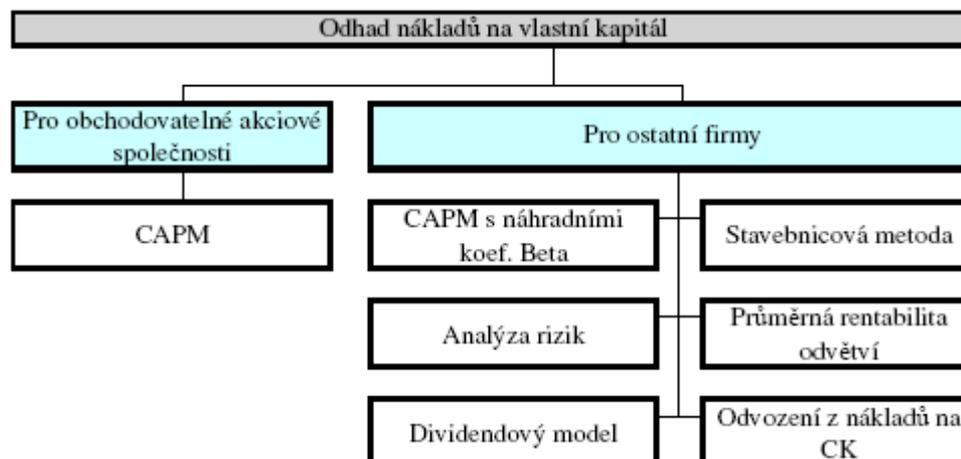 Odhad nákladů na vlastní kapitál
Pro obchodovatelné akciové
společnosti
Pro ostatní firmy
CAPM
CAPM s náhradními
koef. Beta
Stavebnicová metoda
Analýza rizik
Průměrná rentabilita
odvětví
Dividendový model
Odvození z nákladů na
CK